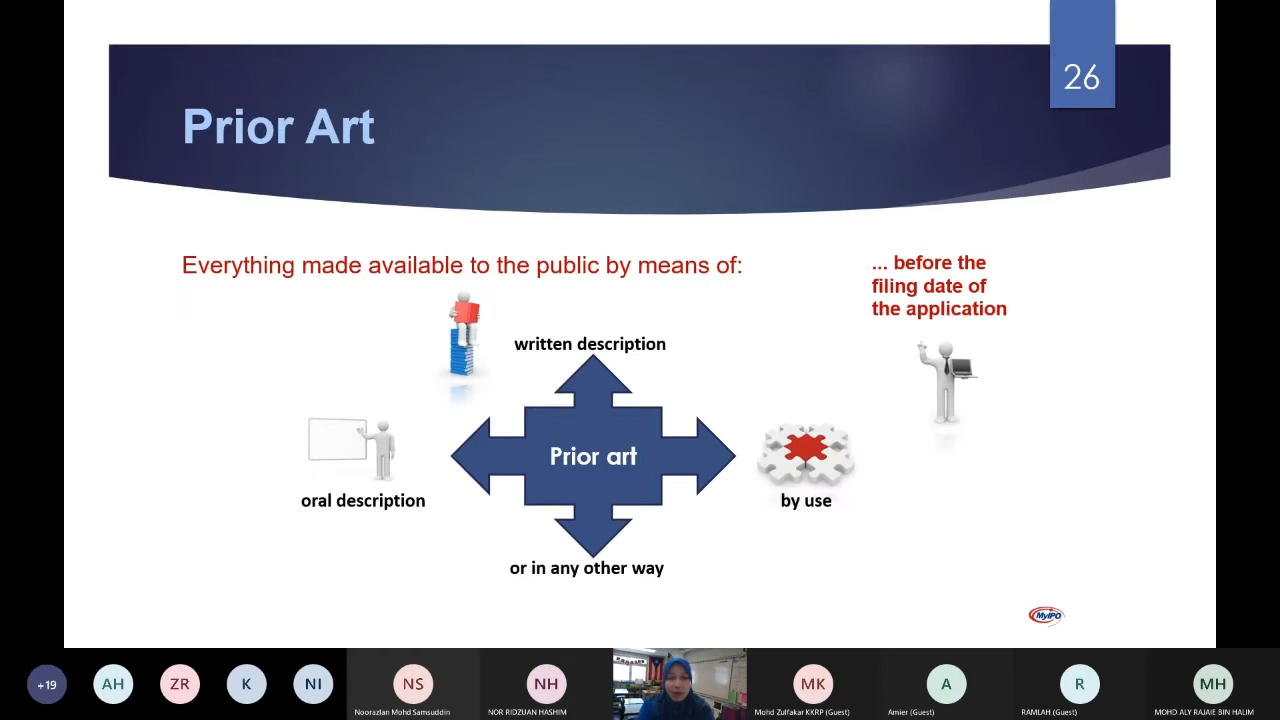 26
Prior Art
Everything made available to the public by means of:
... before the
filing date of
the application
written description
Prior art
oral description
by use
or in any other way
MyIPO
+19
AH
ZR
K
NI
NS
NH
MK
A
R
MH
Noorazlan Mohd Samsuddin
NOR RIDZUAN HASHIM
Mohd Zulfakar KKRP (Guest)
Amier (Guest)
RAMLAH (Guest)
MOHD ALY RAJAIE BIN HALIM